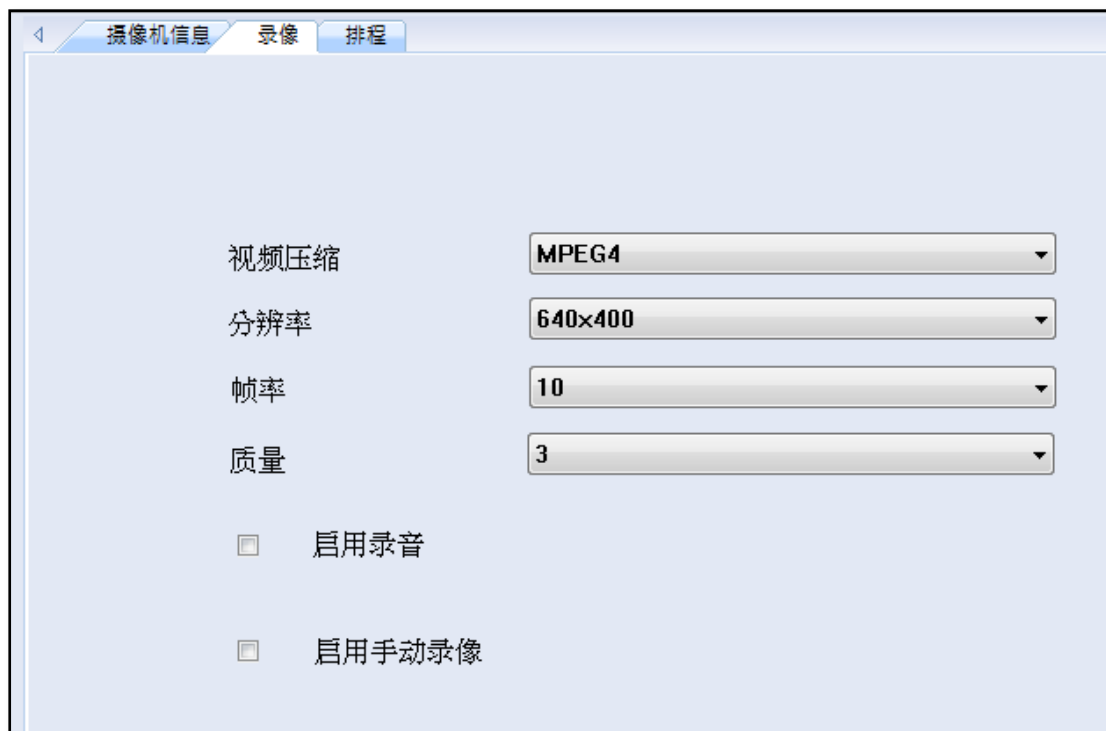 摄像机信息 录像 排程
视频压缩 MPEG4
分辨率 640x400
帧率 10
质量 3
启用录音
启用手动录像